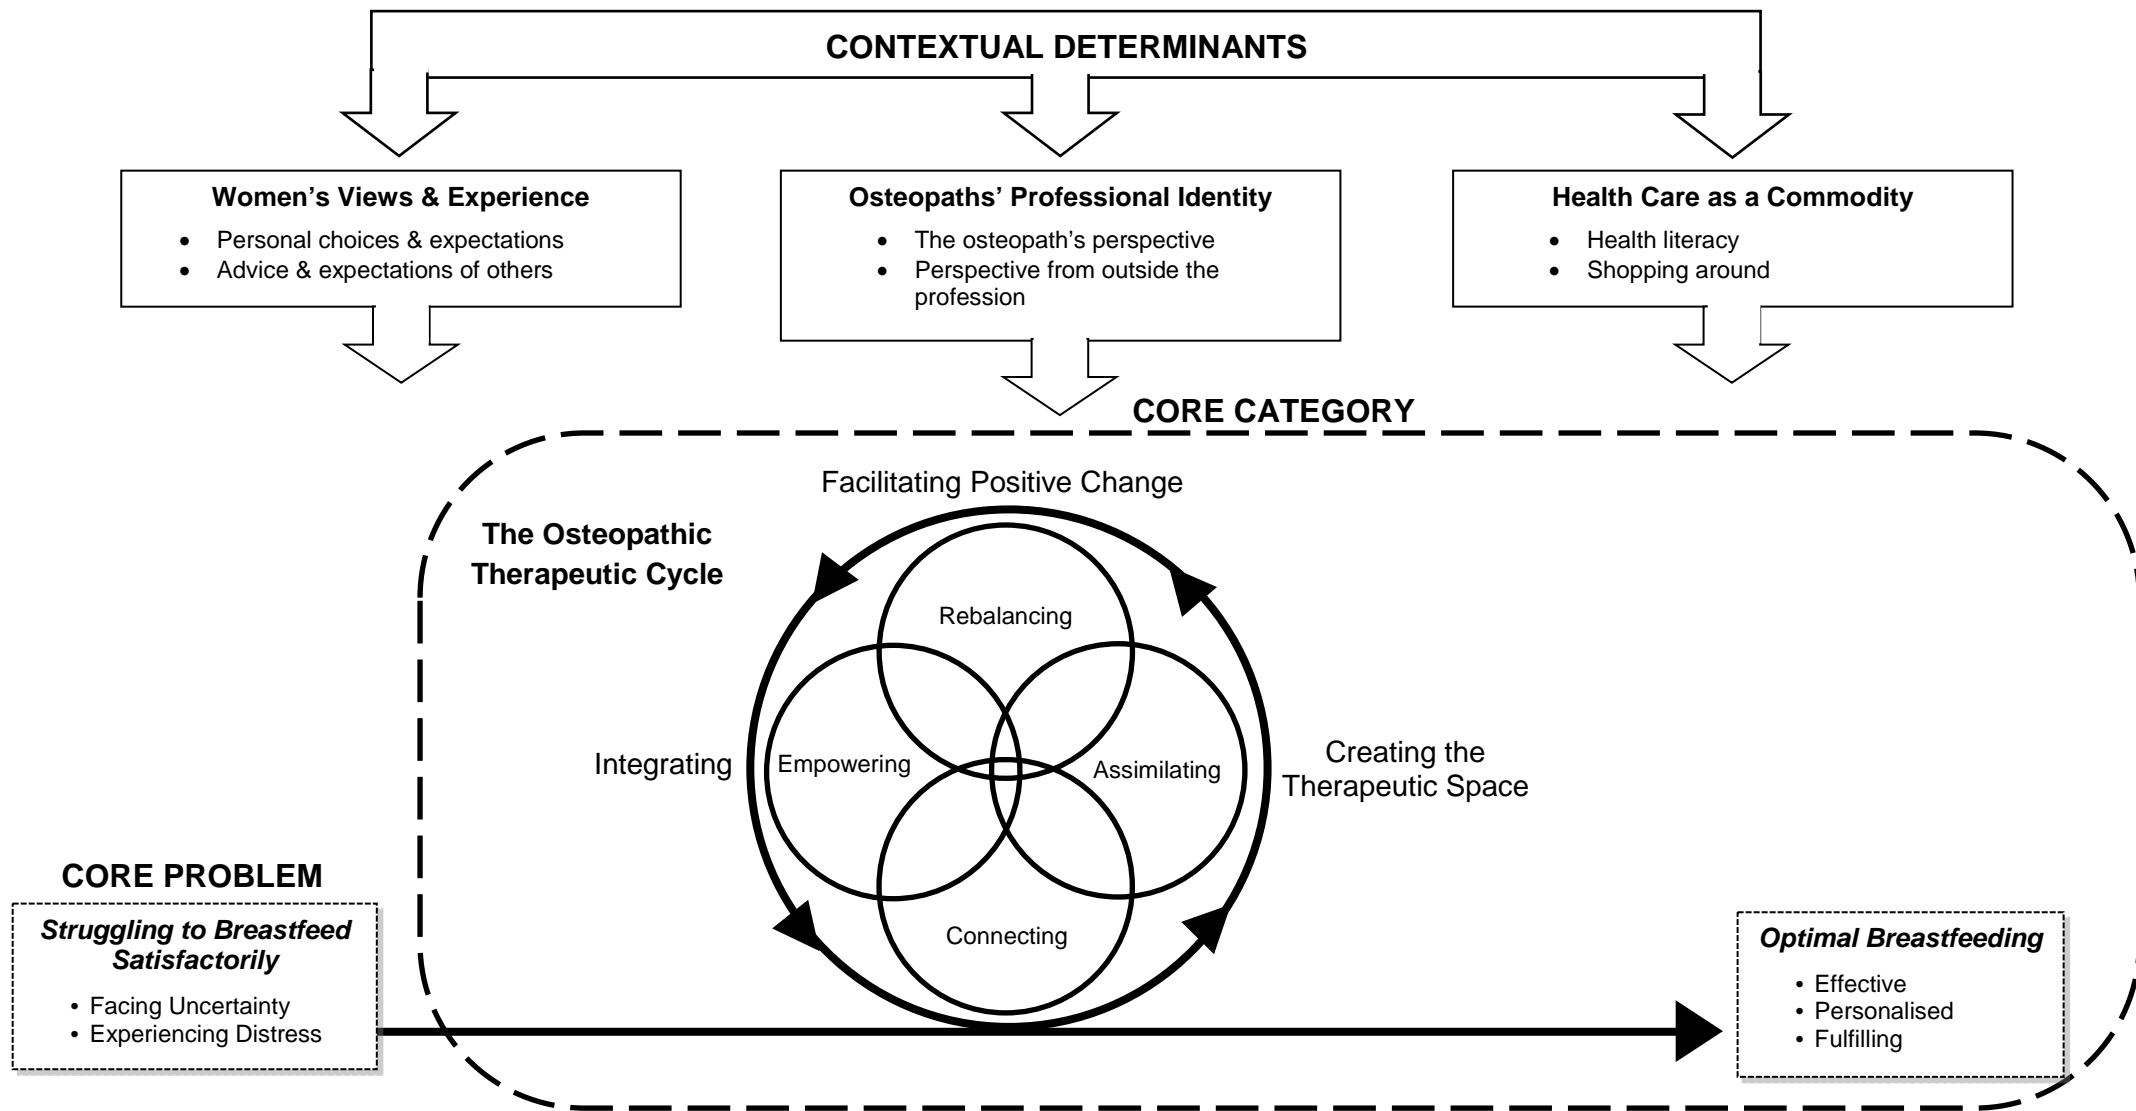 CONTEXTUAL DETERMINANTS
Women’s Views & Experience
• Personal choices & expectations
• Advice & expectations of others
Osteopaths’ Professional Identity
• The osteopath’s perspective
• Perspective from outside the
profession
Health Care as a Commodity
• Health literacy
• Shopping around
CORE CATEGORY
Facilitating Positive Change
The Osteopathic
Therapeutic Cycle
Rebalancing
Integrating
Empowering
Assimilating
Creating the
Therapeutic Space
Connecting
CORE PROBLEM
Struggling to Breastfeed
Satisfactorily
• Facing Uncertainty
• Experiencing Distress
Optimal Breastfeeding
• Effective
• Personalised
• Fulfilling